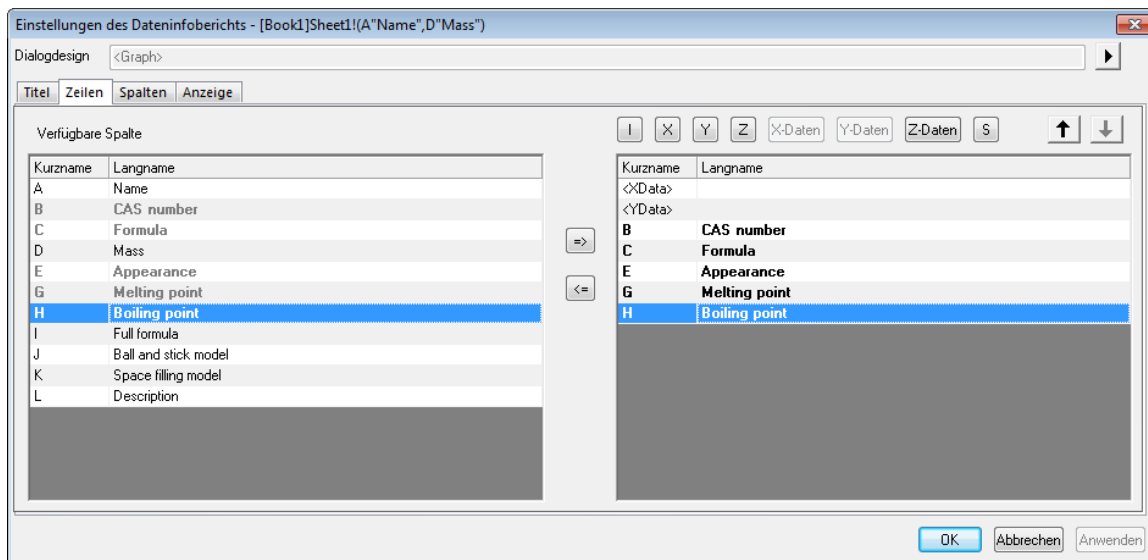 Einstellungen des Dateninfoberichts - [Book1]Sheet1!(A"Name",D"Mass")
Dialogdesign <Graph>
Titel Zeilen Spalten Anzeige
Verfügbare Spalte
Kurzname Langname
A Name
B CAS number
C Formula
D Mass
E Appearance
G Melting point
H Boiling point
I Full formula
J Ball and stick model
K Space filling model
L Description
=>
<=
I X Y Z X-Daten Y-Daten Z-Daten S
Kurzname Langname
<XData>
<YData>
B CAS number
C Formula
E Appearance
G Melting point
H Boiling point
OK Abbrechen Anwenden